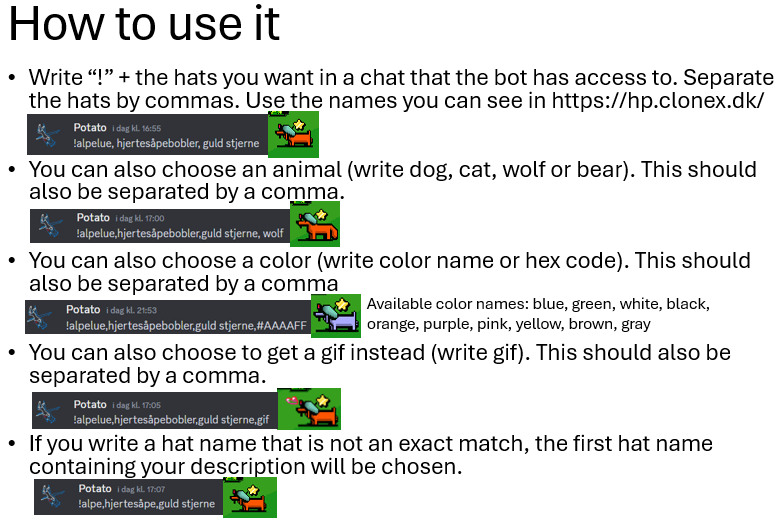 How to use it
• Write “!” + the hats you want in a chat that the bot has access to. Separate
the hats by commas. Use the names you can see in https://hp.clonex.dk/
Potato i dag kl. 16:55
!alpelue, hjertesåpebobler, guld stjerne
• You can also choose an animal (write dog, cat, wolf or bear). This should
also be separated by a comma.
Potato i dag kl. 17:00
!alpelue,hjertesåpebobler,guld stjerne, wolf
• You can also choose a color (write color name or hex code). This should
also be separated by a comma
Potato i dag kl. 21:53
!alpelue,hjertesåpebobler,guld stjerne,#AAAAFF
Available color names: blue, green, white, black,
orange, purple, pink, yellow, brown, gray
• You can also choose to get a gif instead (write gif). This should also be
separated by a comma.
Potato i dag kl. 17:05
!alpelue,hjertesåpebobler,guld stjerne,gif
• If you write a hat name that is not an exact match, the first hat name
containing your description will be chosen.
Potato i dag kl. 17:07
!alpe,hjertesåpe,guld stjerne